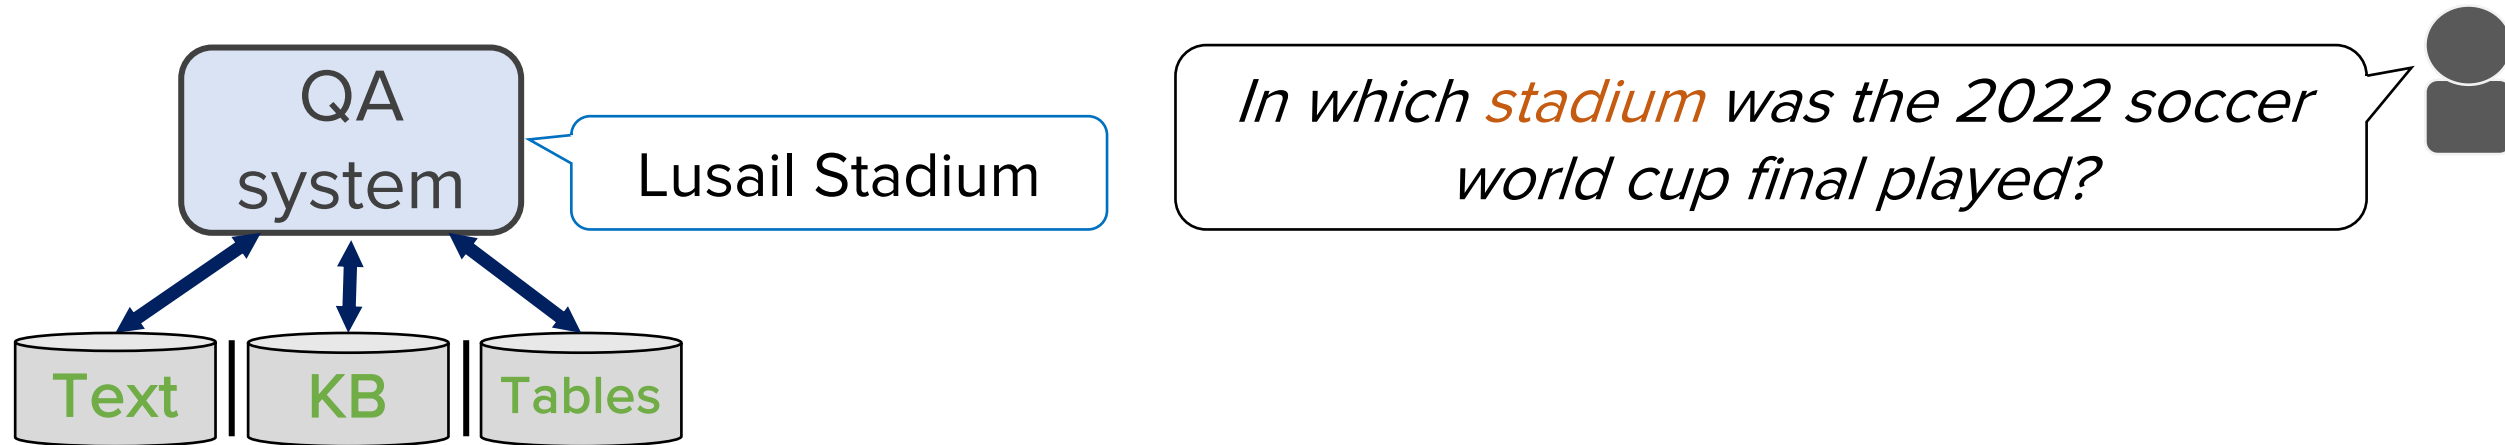 QA
system
Lusail Stadium
In which stadium was the 2022 soccer
world cup final played?
Text
KB
Tables